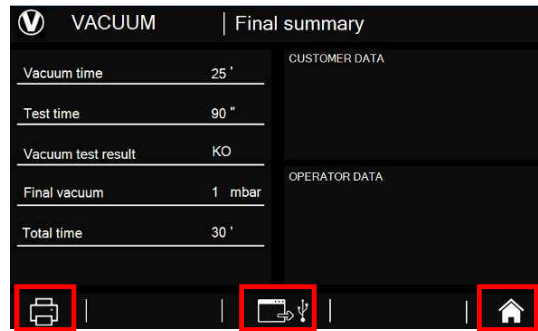 V VACUUM Final summary
Vacuum time 25 '
Test time 90 "
Vacuum test result KO
Final vacuum 1 mbar
Total time 30 '
CUSTOMER DATA
OPERATOR DATA